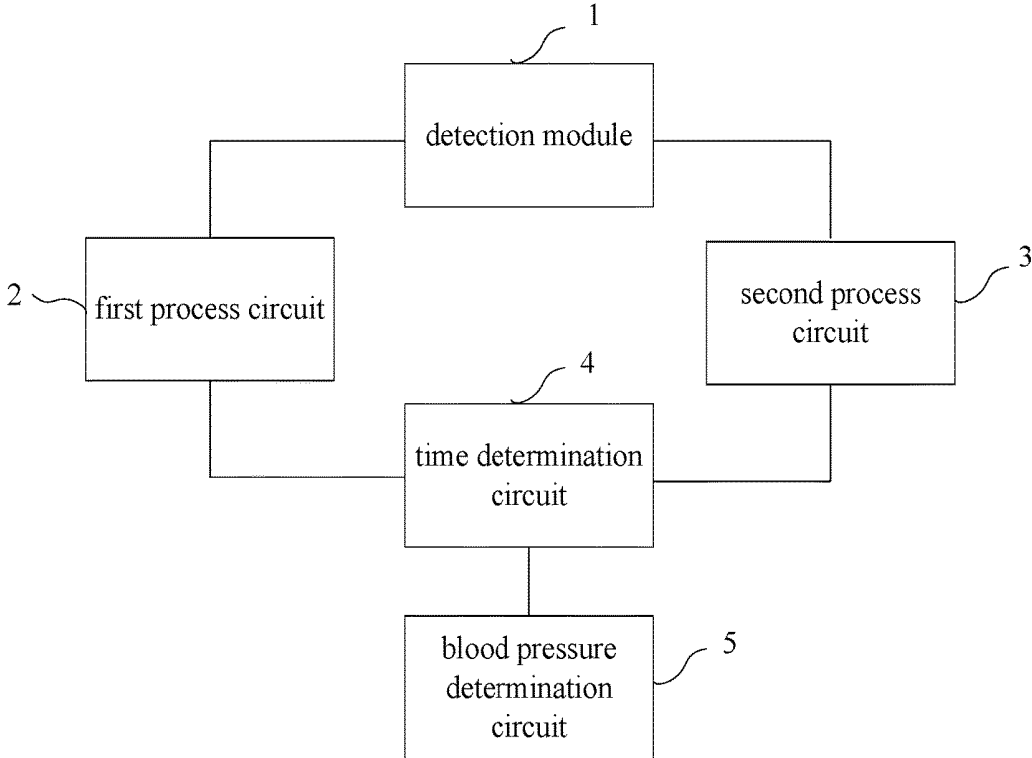 1
detection module
2
first process circuit
second process
circuit
3
4
time determination
circuit
blood pressure
determination
circuit
5